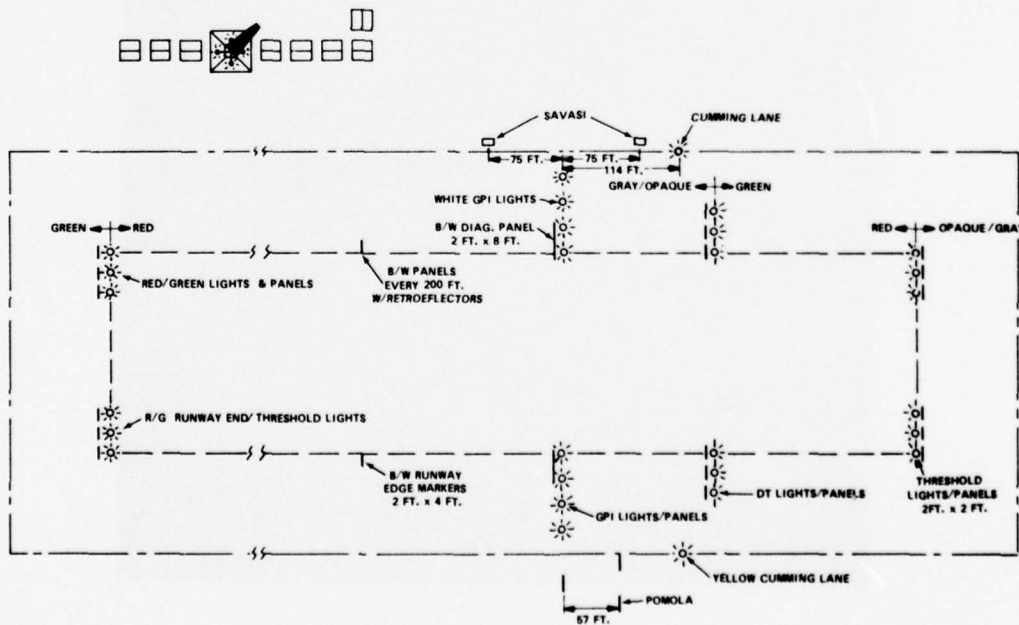 SAVASI
CUMMING LANE
75 FT.
75 FT.
114 FT.
GRAY/OPAQUE
GREEN
WHITE GPI LIGHTS
B/W DIAG. PANEL
2 FT. x 8 FT.
GREEN
RED
RED
OPAQUE/GRAY
RED/GREEN LIGHTS & PANELS
B/W PANELS
EVERY 200 FT.
W/RETROEFLECTORS
R/G RUNWAY END/THRESHOLD LIGHTS
B/W RUNWAY
EDGE MARKERS
2 FT. x 4 FT.
GPI LIGHTS/PANELS
DT LIGHTS/PANELS
THRESHOLD
LIGHTS/PANELS
2FT. x 2 FT.
YELLOW CUMMING LANE
POMOLA
57 FT.